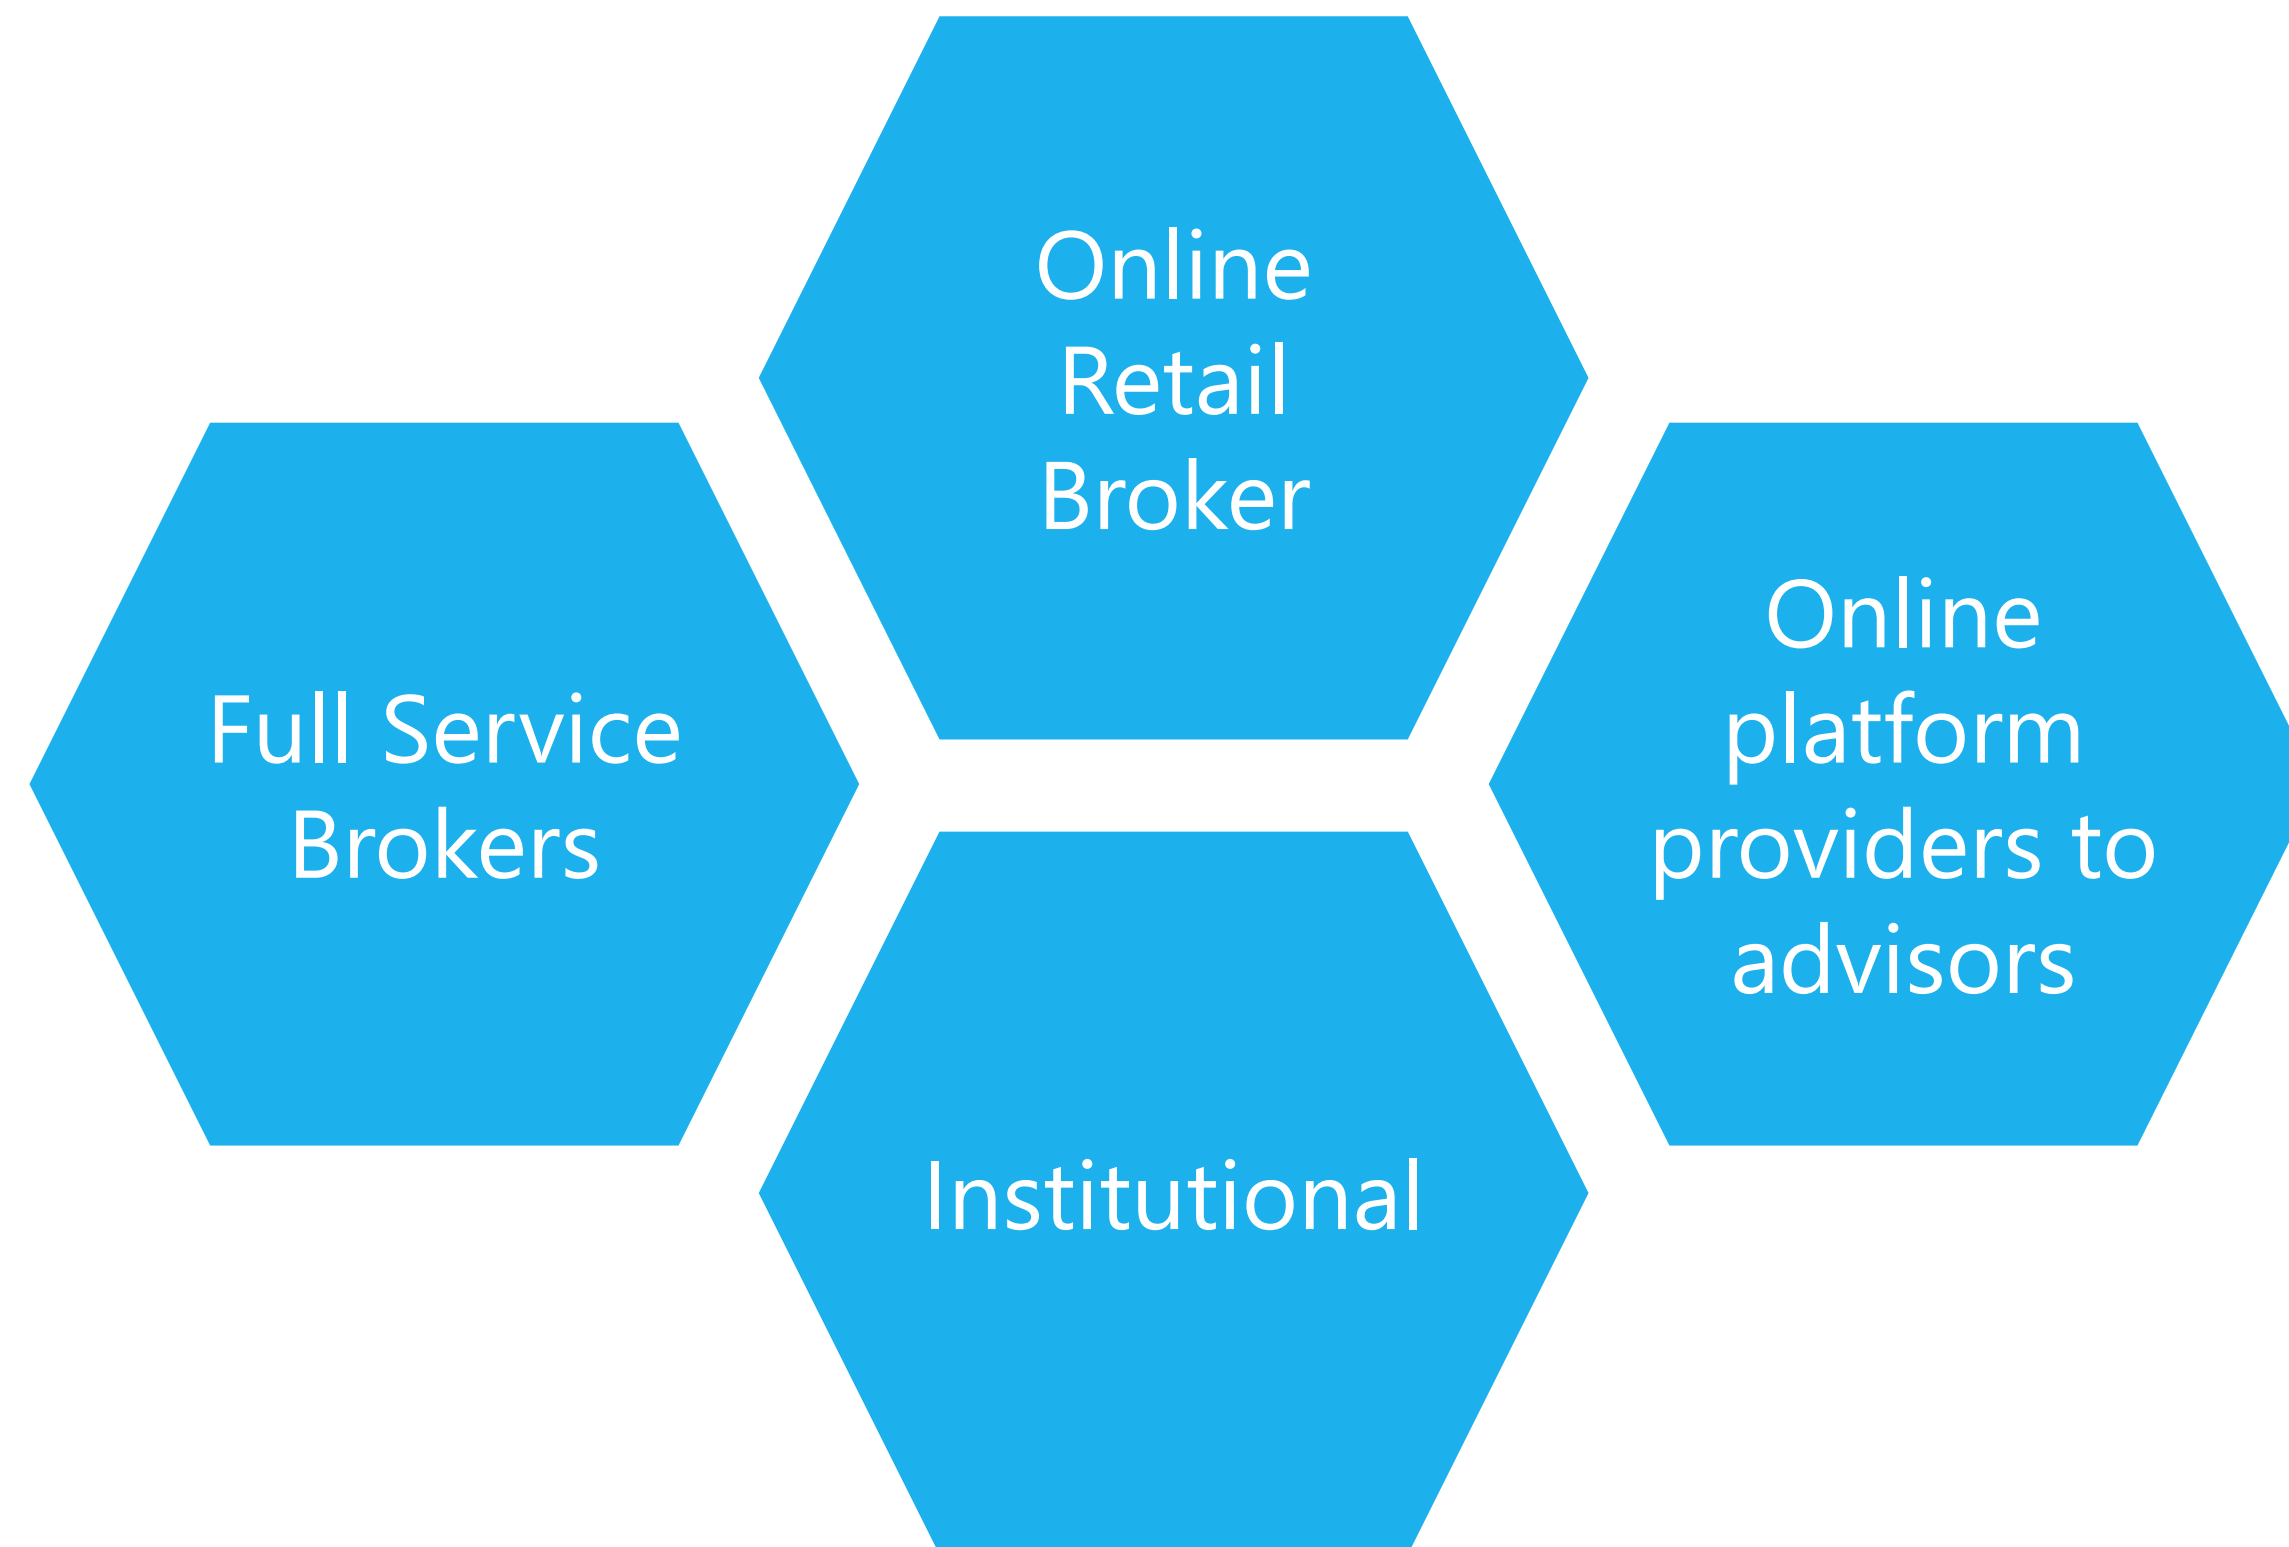 Online
Retail
Broker
Full Service
Brokers
Online
platform
providers to
advisors
Institutional